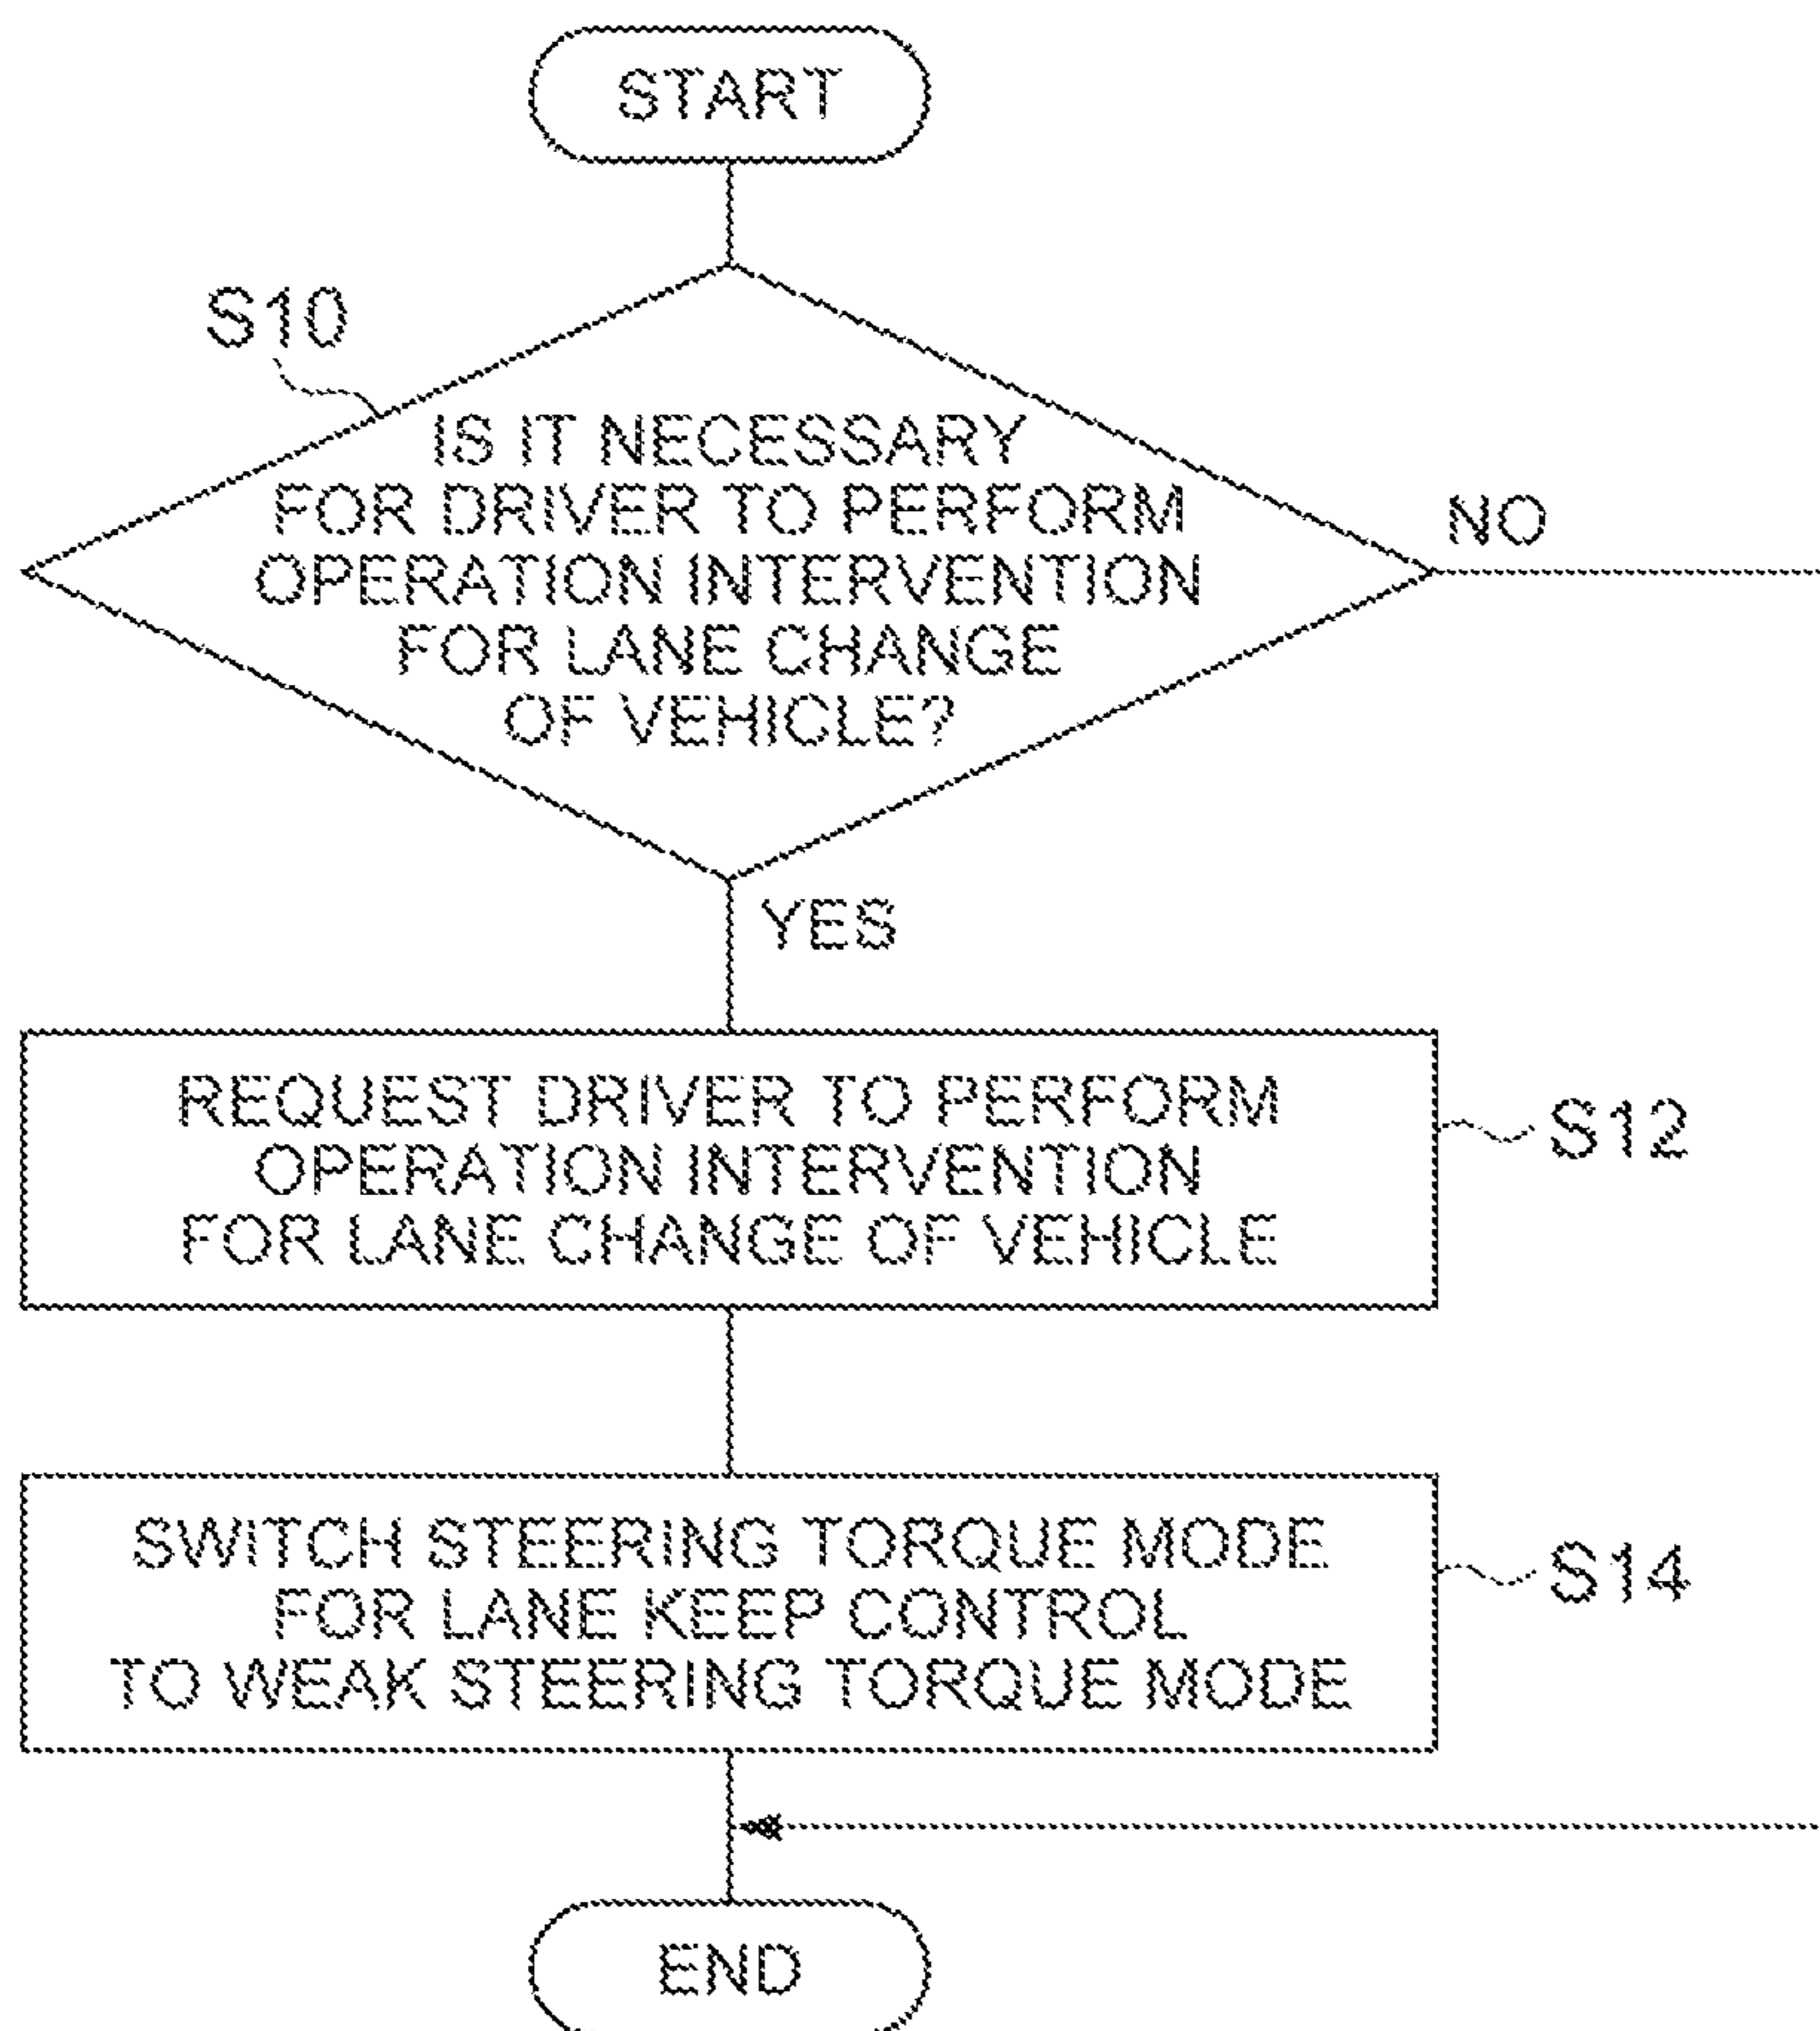 START
S10
IS IT NECESSARY
FOR DRIVER TO PERFORM
OPERATION INTERVENTION
FOR LANE CHANGE
OF VEHICLE?
NO
YES
REQUEST DRIVER TO PERFORM
OPERATION INTERVENTION
FOR LANE CHANGE OF VEHICLE
S12
SWITCH STEERING TORQUE MODE
FOR LANE KEEP CONTROL
TO WEAK STEERING TORQUE MODE
S14
END